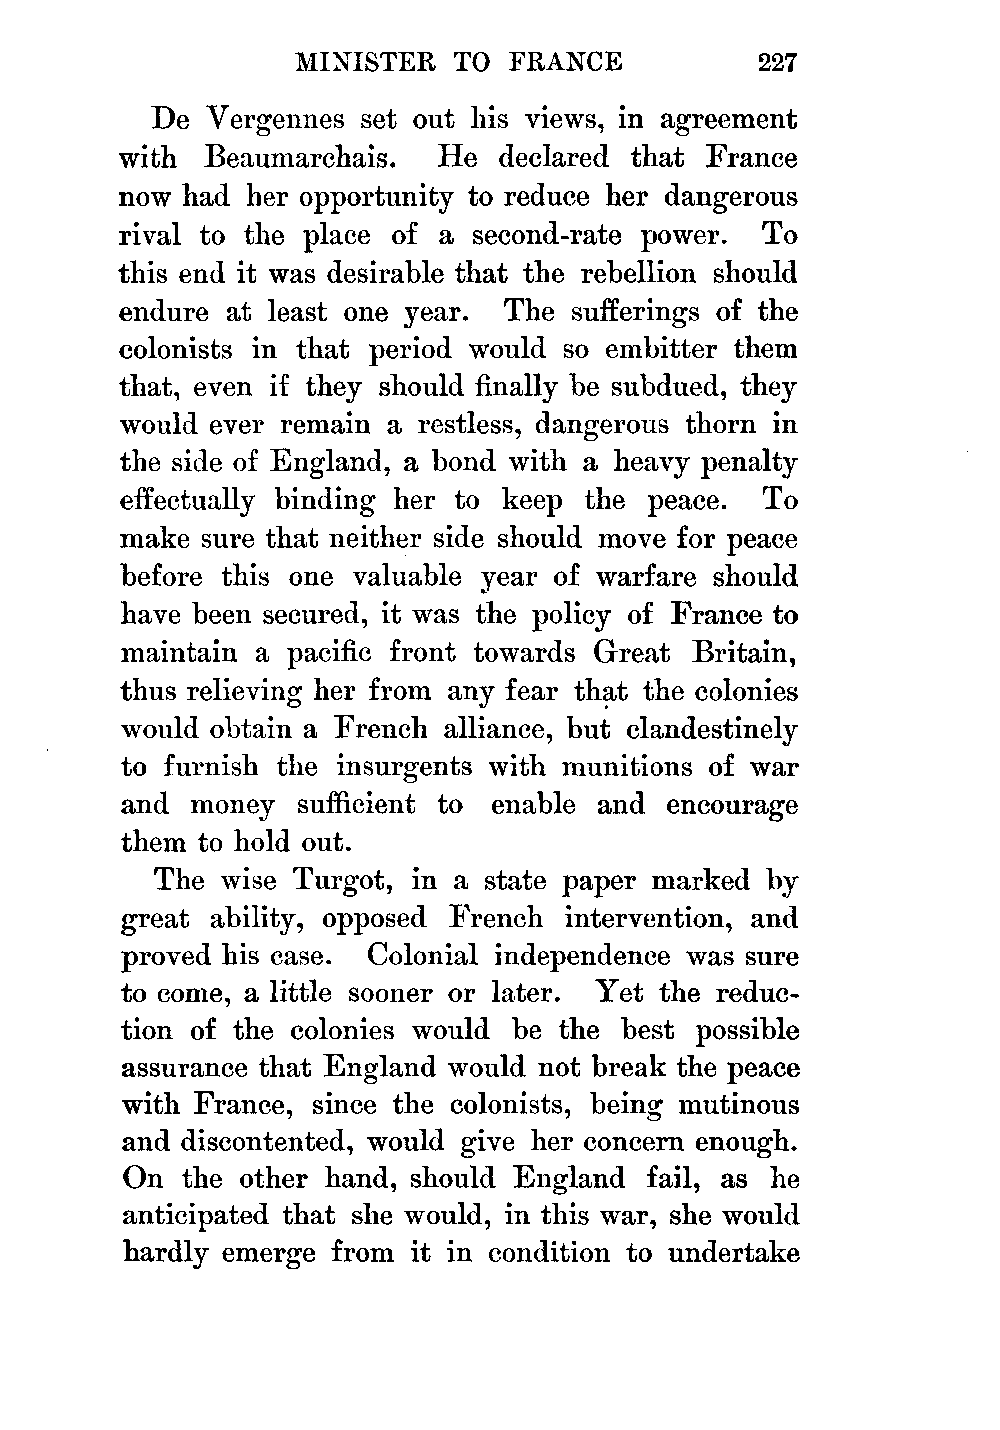 MINISTER TO FRANCE 227
De Vergennes set out his views, in agreement
with Beaumarchais. He declared that France
now had her opportunity to reduce her dangerous
rival to the place of a second-rate power. To
this end it was desirable that the rebellion should
endure at least one year. The sufferings of the
colonists in that period would so embitter them
that, even if they should finally be subdued, they
would ever remain a restless, dangerous thorn in
the side of England, a bond with a heavy penalty
effectually binding her to keep the peace. To
make sure that neither side should move for peace
before this one valuable year of warfare should
have been secured, it was the policy of France to
maintain a pacific front towards Great Britain,
thus relieving her from any fear that the colonies
would obtain a French alliance, but clandestinely
to furnish the insurgents with munitions of war
and money sufficient to enable and encourage
them to hold out.
The wise Turgot, in a state paper marked by
great ability, opposed French intervention, and
proved his case. Colonial independence was sure
to come, a little sooner or later. Yet the reduc-
tion of the colonies would be the best possible
assurance that England would not break the peace
with France, since the colonists, being mutinous
and discontented, would give her concern enough.
On the other hand, should England fail, as he
anticipated that she would, in this war, she would
hardly emerge from it in condition to undertake